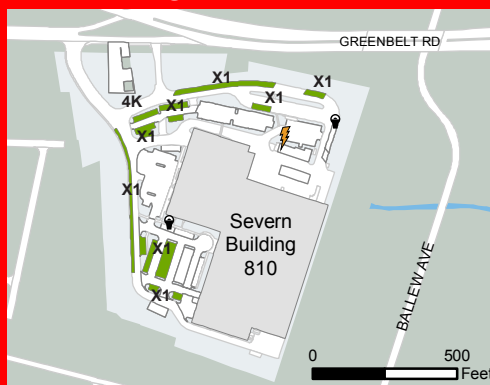 GREENBELT RD
X1
X1
4K
X1
X1
X1
X1
Severn
Building
810
X1
X1
BALLEW AVE
0
500
Feet